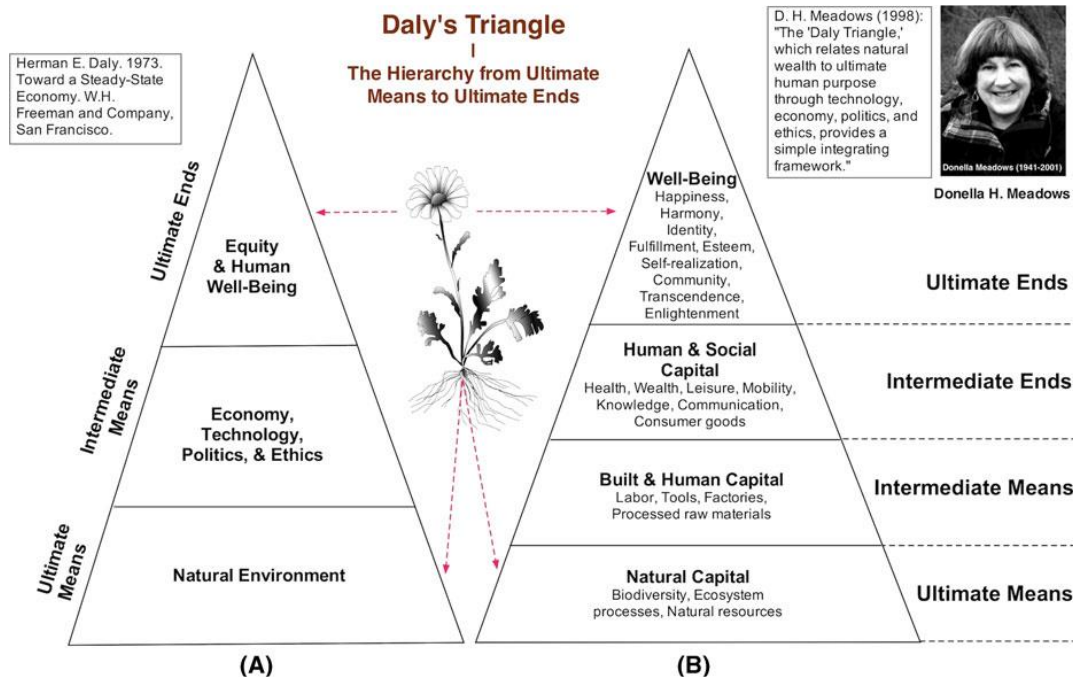 Daly's Triangle
The Hierarchy from Ultimate
Means to Ultimate Ends
Herman E. Daly. 1973.
Toward a Steady-State
Economy. W.H.
Freeman and Company,
San Francisco.
D. H. Meadows (1998):
"The 'Daly Triangle,'
which relates natural
wealth to ultimate
human purpose
through technology,
economy, politics, and
ethics, provides a
simple integrating
framework."
Donella Meadows (1941-2001)
Donella H. Meadows
Ultimate Ends
Equity
& Human
Well-Being
Intermediate
Means
Economy,
Technology,
Politics, & Ethics
Ultimate
Means
Natural Environment
(A)
Well-Being
Happiness,
Harmony,
Identity,
Fulfillment, Esteem,
Self-realization,
Community,
Transcendence,
Enlightenment
Ultimate Ends
Human & Social
Capital
Health, Wealth, Leisure, Mobility,
Knowledge, Communication,
Consumer goods
Intermediate Ends
Built & Human Capital
Labor, Tools, Factories,
Processed raw materials
Intermediate Means
Natural Capital
Biodiversity, Ecosystem
processes, Natural resources
Ultimate Means
(B)